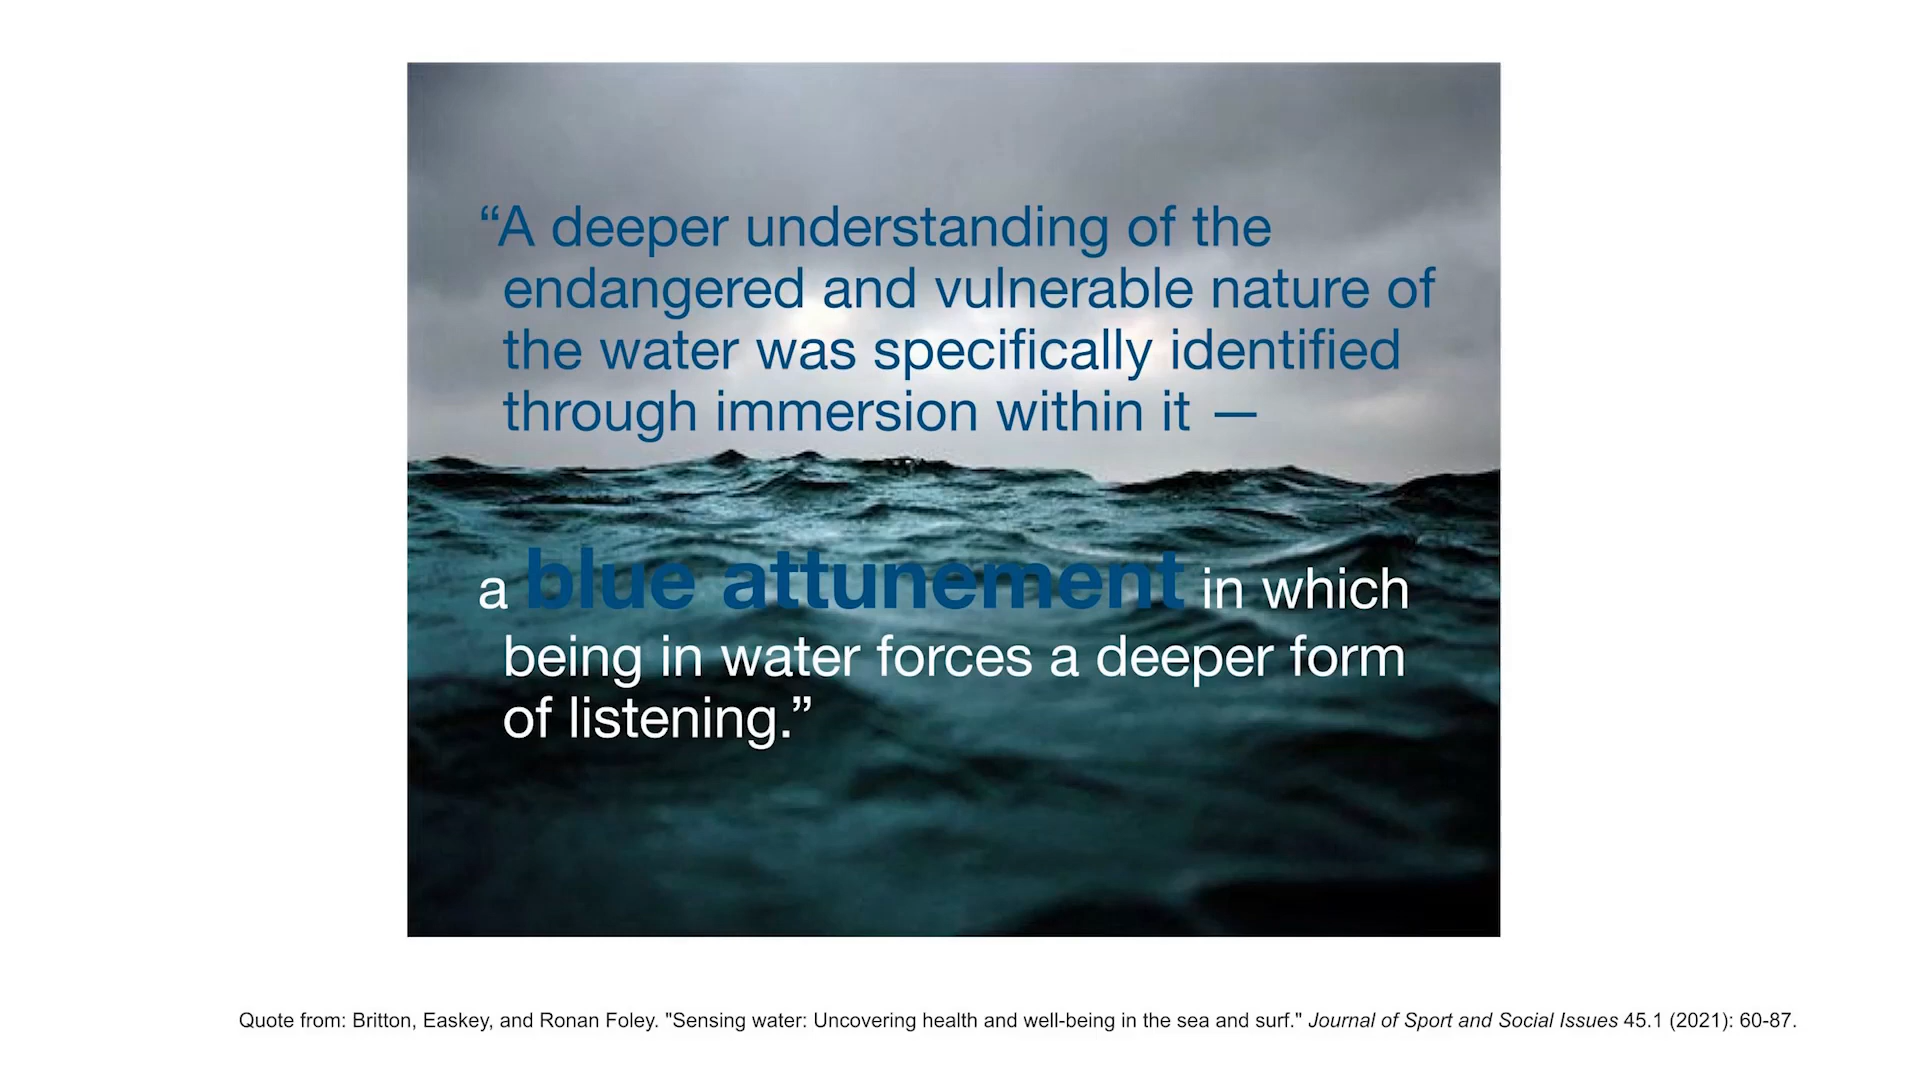 “A deeper understanding of the
endangered and vulnerable nature of
the water was specifically identified
through immersion within it —
a blue attunement in which
being in water forces a deeper form
of listening.”
Quote from: Britton, Easkey, and Ronan Foley. "Sensing water: Uncovering health and well-being in the sea and surf." Journal of Sport and Social Issues 45.1 (2021): 60-87.